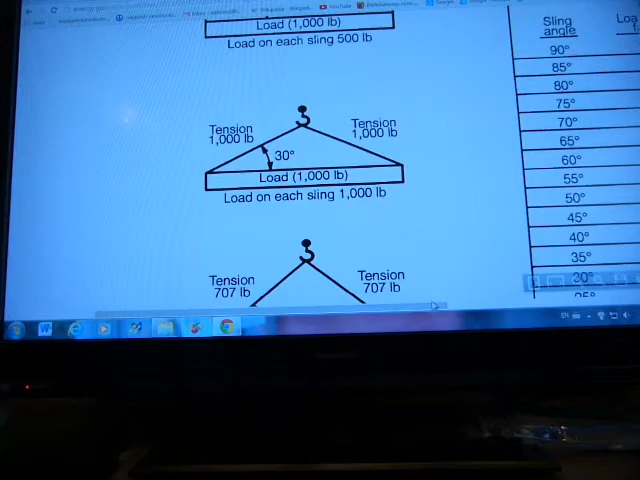 Load (1,000 lb)
Load on each sling 500 lb
Tension
1,000 lb
Tension
1,000 lb
30°
Load (1,000 lb)
Load on each sling 1,000 lb
Tension
707 lb
Tension
707 lb
Sling
angle
90°
85°
80°
75°
70°
65°
60°
55°
50°
45°
40°
35°
30°
25°
EN